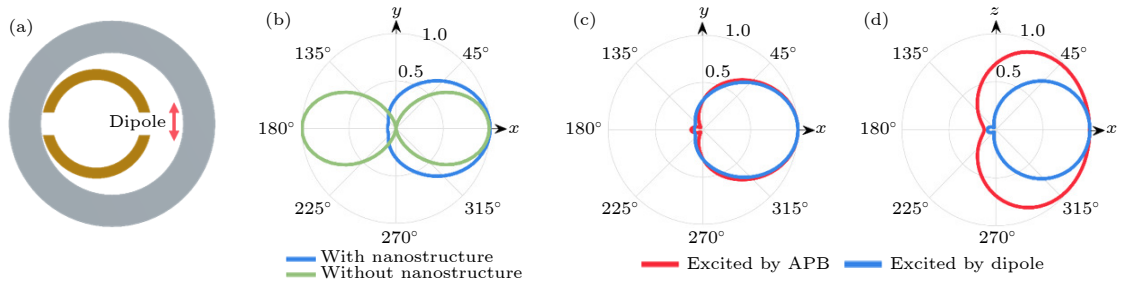 (a)
Dipole
(b)
y
1.0
135°
45°
0.5
180°
x
225°
315°
270°
With nanostructure
Without nanostructure
(c)
y
1.0
135°
45°
0.5
180°
x
225°
315°
270°
(d)
z
1.0
135°
45°
0.5
180°
x
225°
315°
270°
Excited by APB
Excited by dipole